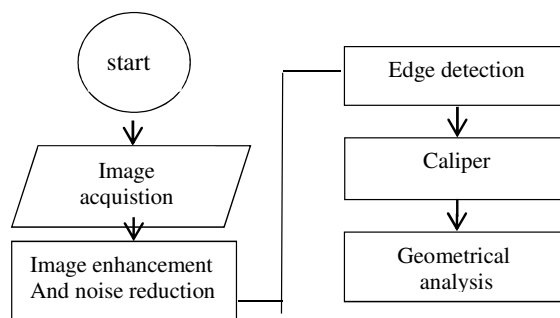 start
Image
acquistion
Image enhancement
And noise reduction
Edge detection
Caliper
Geometrical
analysis